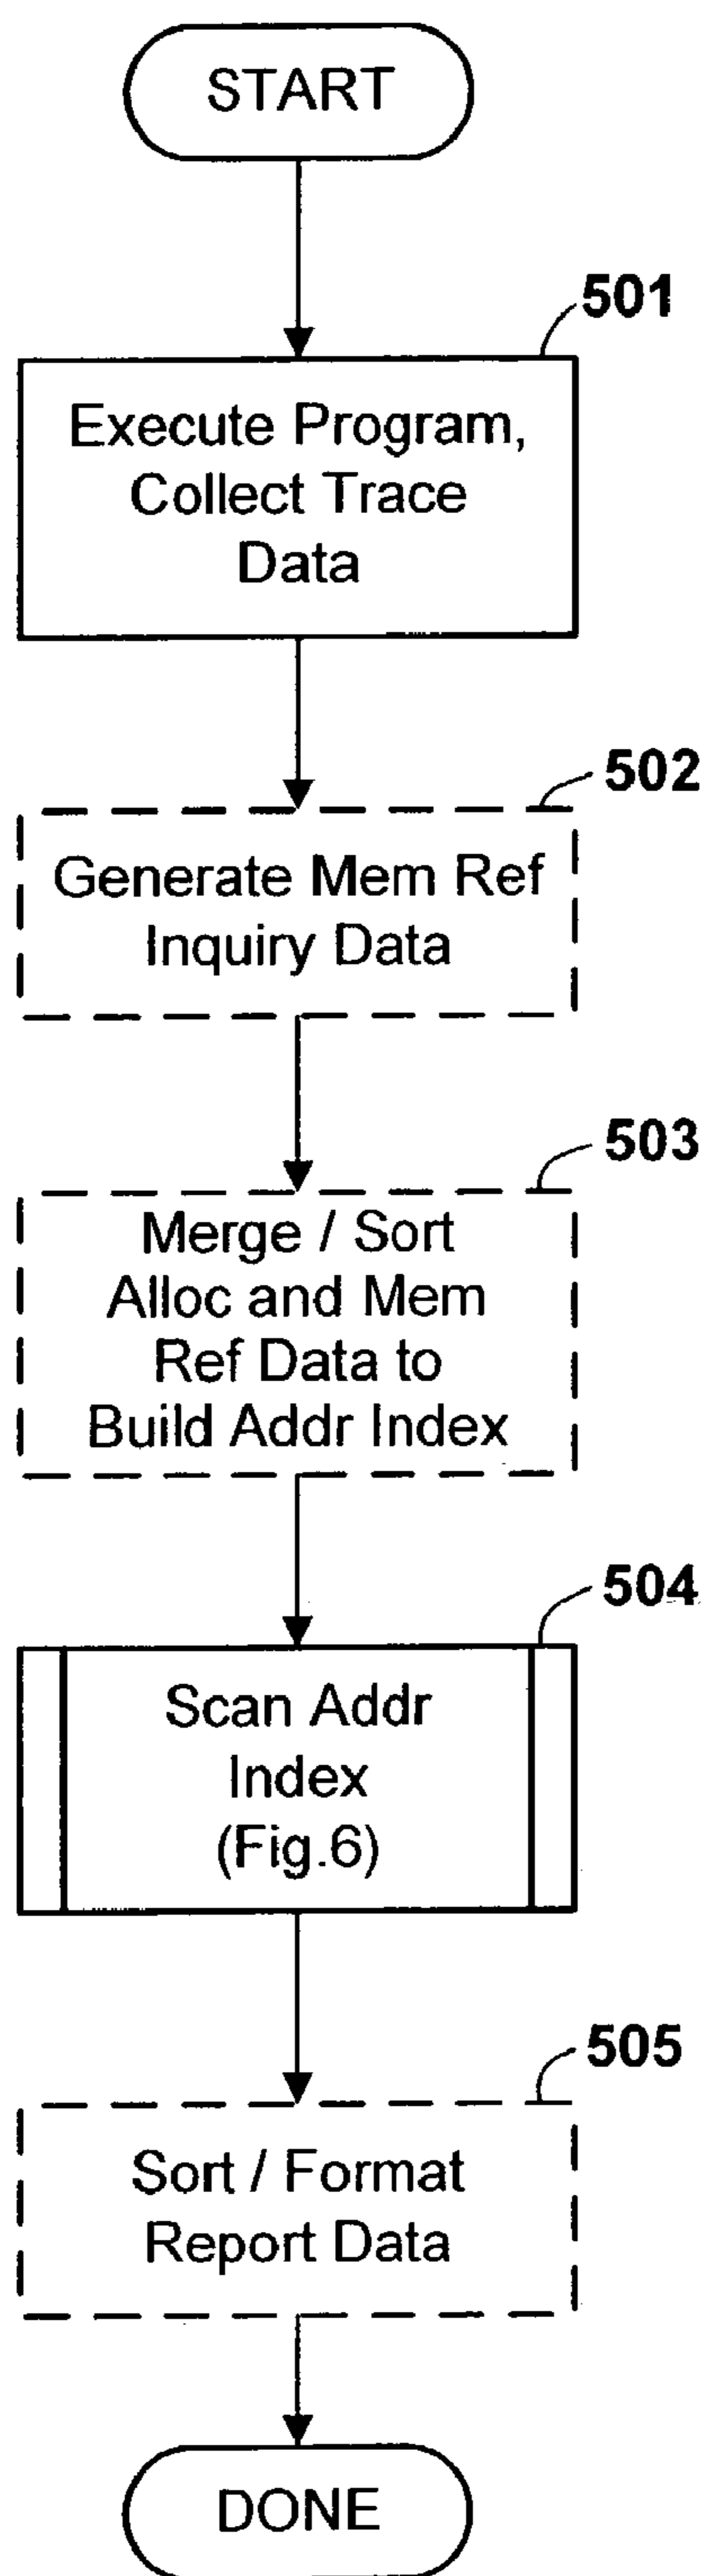 START
501
Execute Program,
Collect Trace
Data
502
Generate Mem Ref
Inquiry Data
503
Merge / Sort
Alloc and Mem
Ref Data to
Build Addr Index
504
Scan Addr
Index
(Fig.6)
505
Sort / Format
Report Data
DONE